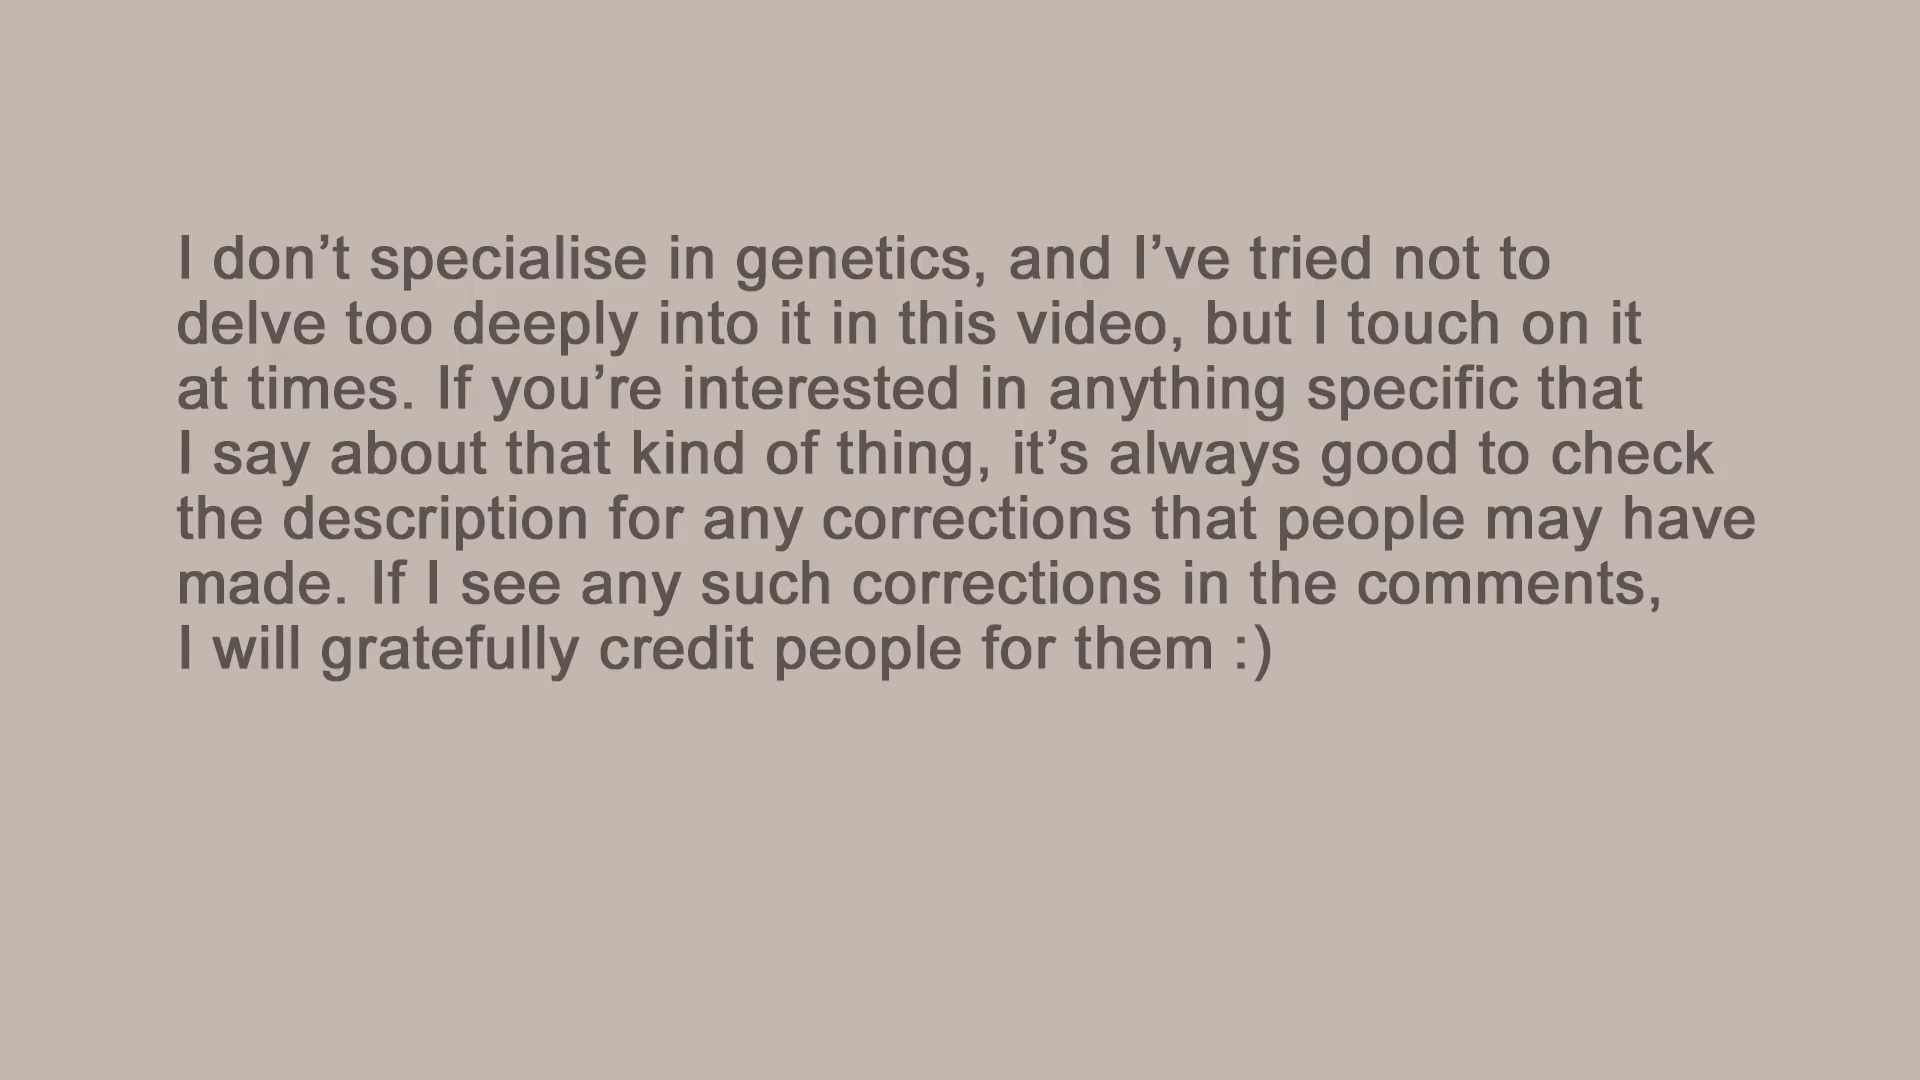 I don’t specialise in genetics, and I’ve tried not to
delve too deeply into it in this video, but I touch on it
at times. If you’re interested in anything specific that
I say about that kind of thing, it’s always good to check
the description for any corrections that people may have
made. If I see any such corrections in the comments,
I will gratefully credit people for them :)